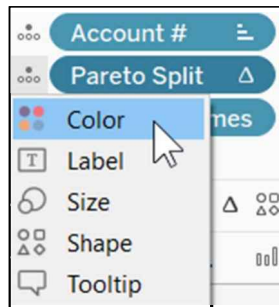 Account #
Pareto Split Δ
Color
mes
T Label
Size
Δ
Shape
Tooltip